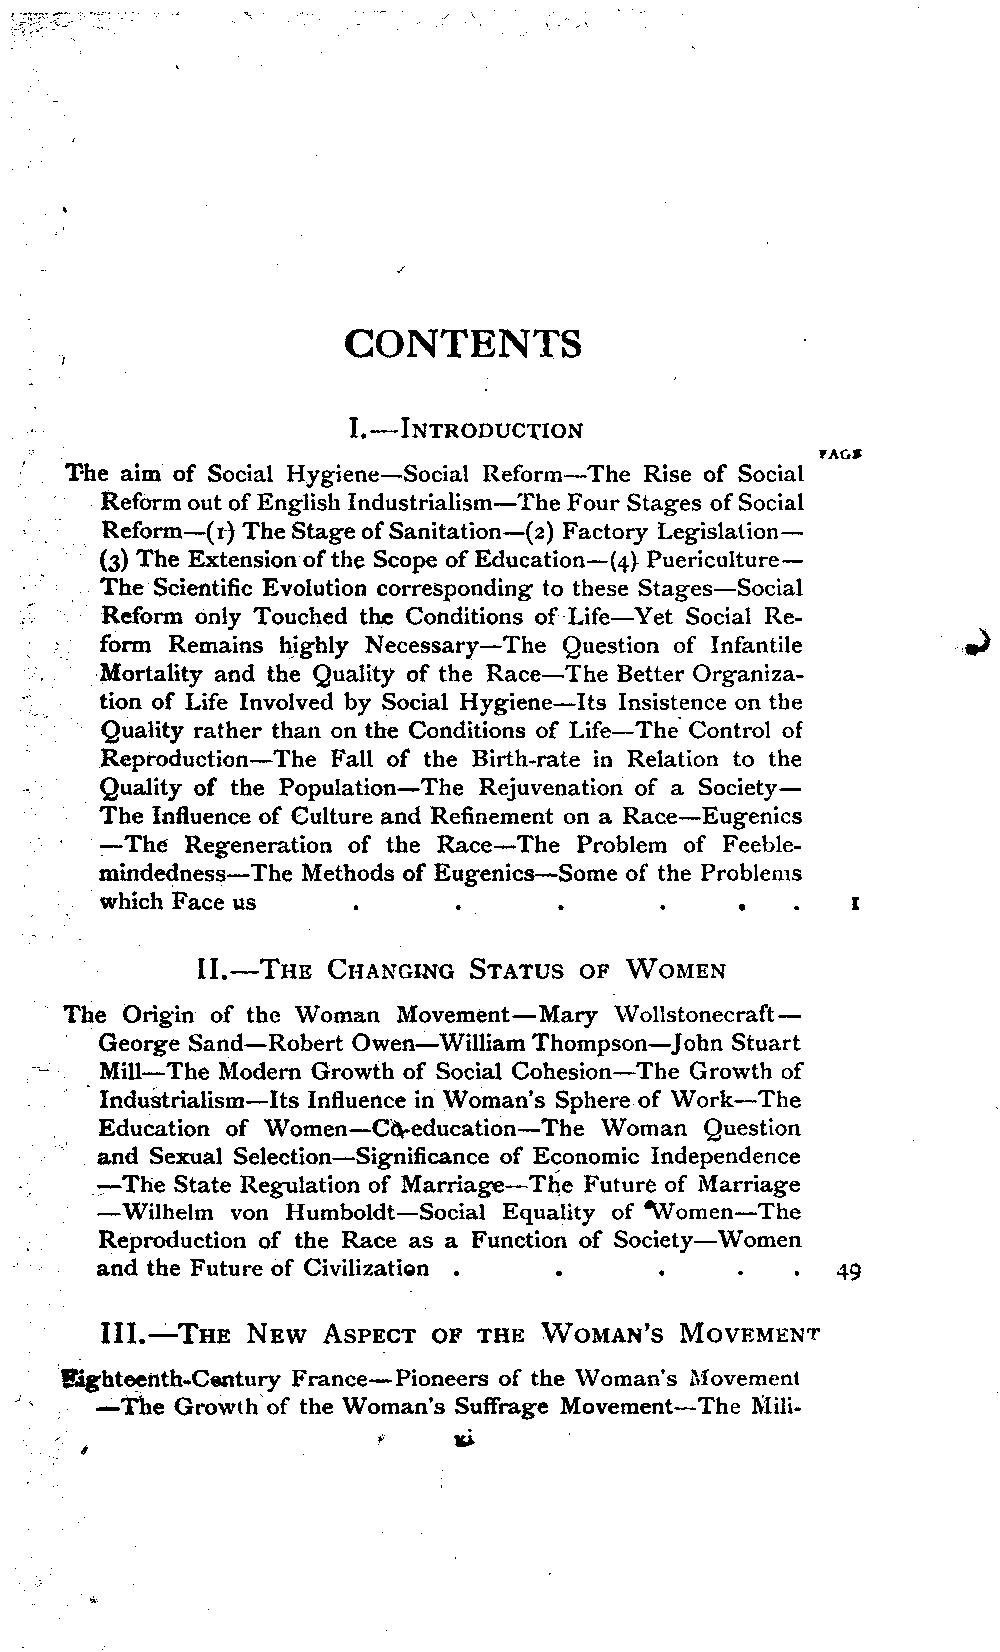 CONTENTS
I.—INTRODUCTION
PAGE
The aim of Social Hygiene—Social Reform—The Rise of Social
Reform out of English Industrialism—The Four Stages of Social
Reform—(1) The Stage of Sanitation—(2) Factory Legislation—
(3) The Extension of the Scope of Education—(4) Puericulture—
The Scientific Evolution corresponding to these Stages—Social
Reform only Touched the Conditions of Life—Yet Social Re-
form Remains highly Necessary—The Question of Infantile
Mortality and the Quality of the Race—The Better Organiza-
tion of Life Involved by Social Hygiene—Its Insistence on the
Quality rather than on the Conditions of Life—The Control of
Reproduction—The Fall of the Birth-rate in Relation to the
Quality of the Population—The Rejuvenation of a Society—
The Influence of Culture and Refinement on a Race—Eugenics
—The Regeneration of the Race—The Problem of Feeble-
mindedness—The Methods of Eugenics—Some of the Problems
which Face us . . . . . . 1
II.—THE CHANGING STATUS OF WOMEN
The Origin of the Woman Movement—Mary Wollstonecraft—
George Sand—Robert Owen—William Thompson—John Stuart
Mill—The Modern Growth of Social Cohesion—The Growth of
Industrialism—Its Influence in Woman's Sphere of Work—The
Education of Women—Co-education—The Woman Question
and Sexual Selection—Significance of Economic Independence
—The State Regulation of Marriage—The Future of Marriage
—Wilhelm von Humboldt—Social Equality of Women—The
Reproduction of the Race as a Function of Society—Women
and the Future of Civilization . . . . . 49
III.—THE NEW ASPECT OF THE WOMAN'S MOVEMENT
Eighteenth-Century France—Pioneers of the Woman's Movement
—The Growth of the Woman's Suffrage Movement—The Mili-
xi